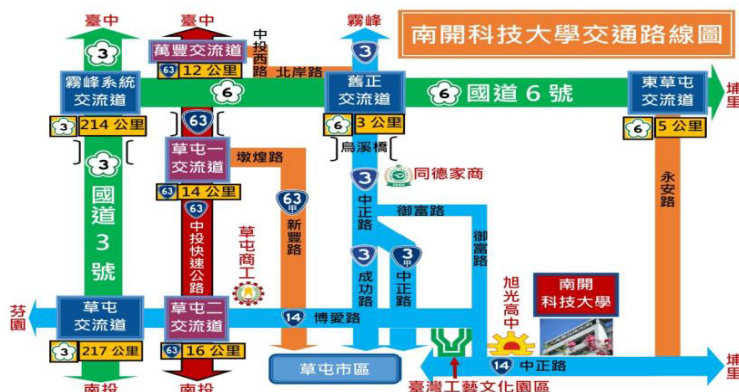 南開科技大學交通路線圖
臺中
臺中
霧峰
3
萬豐交流道
63 12 公里
中投西路
北岸路
3
霧峰系統
交流道
3 214 公里
6
舊正
交流道
6 3 公里
6 國道 6 號
東草屯
交流道
6 5 公里
埔里
63
烏溪橋
草屯一
交流道
63 14 公里
墩煌路
3
國道3號
中投快速公路
63
草屯商工
63甲
新豐路
3
中正路
同德家商
御富路
御富路
永安路
3
成功路
3甲
中正路
旭光高中
南開
科技大學
芬園
草屯
交流道
3 217 公里
草屯二
交流道
63 16 公里
14 博愛路
草屯市區
臺灣工藝文化園區
14 中正路
埔里
南投
南投